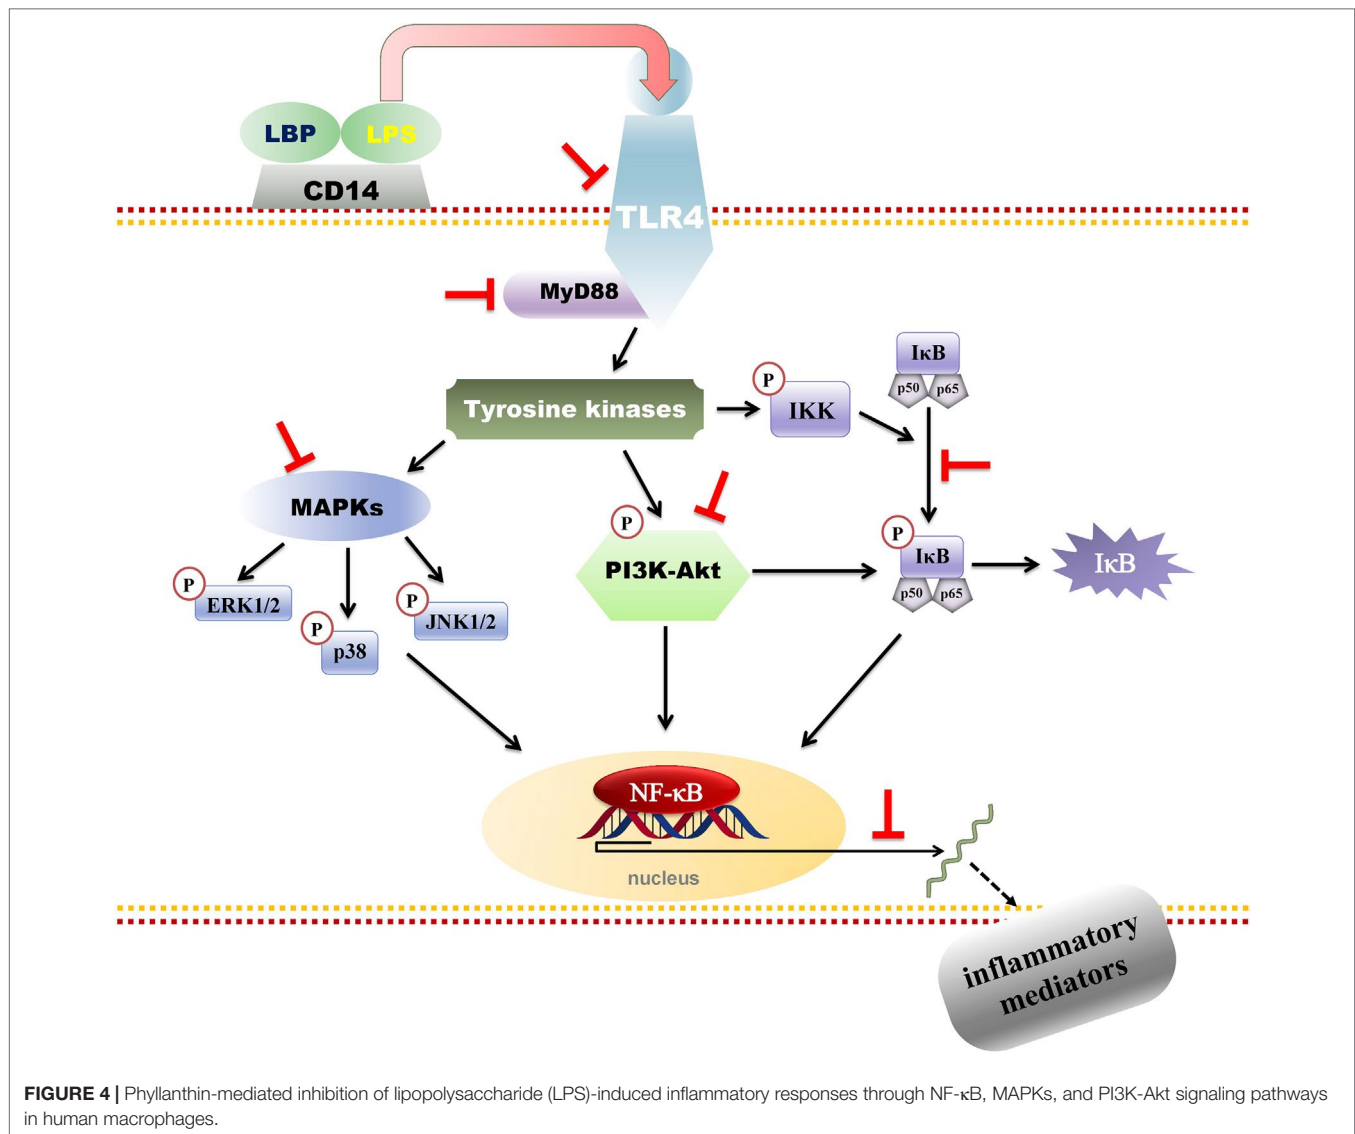 LBP
LPS
CD14
TLR4
MyD88
Tyrosine kinases
P
IKK
IκB
p50
p65
MAPKs
P
PI3K-Akt
P
IκB
p50
p65
IκB
P
ERK1/2
P
p38
P
JNK1/2
NF-κB
nucleus
inflammatory
mediators
FIGURE 4 | Phyllanthin-mediated inhibition of lipopolysaccharide (LPS)-induced inflammatory responses through NF-κB, MAPKs, and PI3K-Akt signaling pathways
in human macrophages.